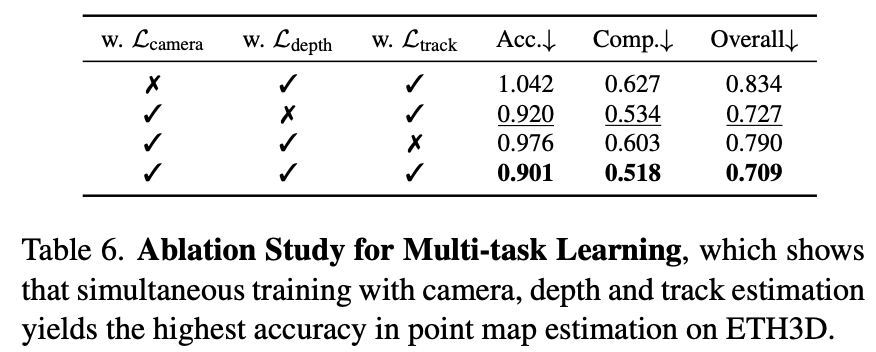 w. ℒcamera w. ℒdepth w. ℒtrack Acc.↓ Comp.↓ Overall↓
✗ ✓ ✓ 1.042 0.627 0.834
✓ ✗ ✓ 0.920 0.534 0.727
✓ ✓ ✗ 0.976 0.603 0.790
✓ ✓ ✓ 0.901 0.518 0.709
Table 6. Ablation Study for Multi-task Learning, which shows
that simultaneous training with camera, depth and track estimation
yields the highest accuracy in point map estimation on ETH3D.